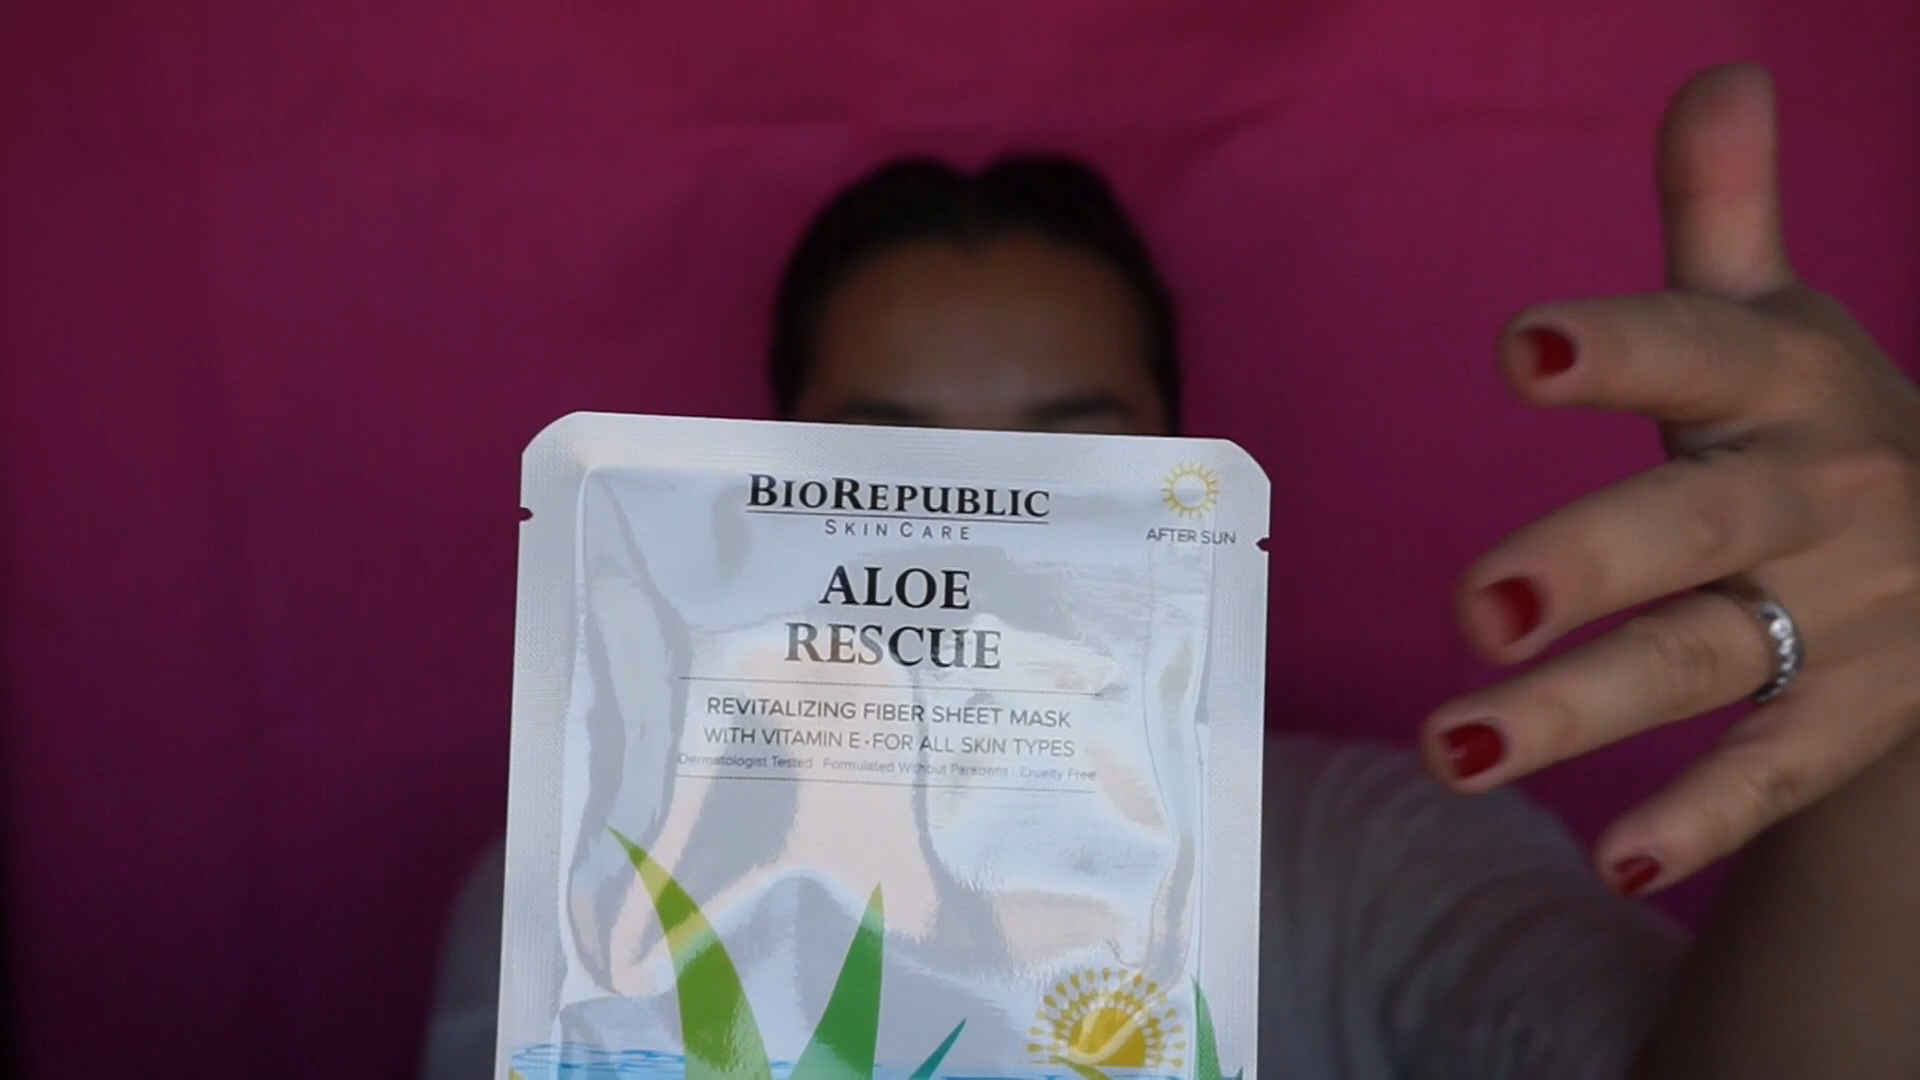 BIOREPUBLIC
SKINCARE
AFTER SUN
ALOE
RESCUE
REVITALIZING FIBER SHEET MASK
WITH VITAMIN E · FOR ALL SKIN TYPES
Dermatologist Tested · Formulated Without Parabens · Cruelty Free